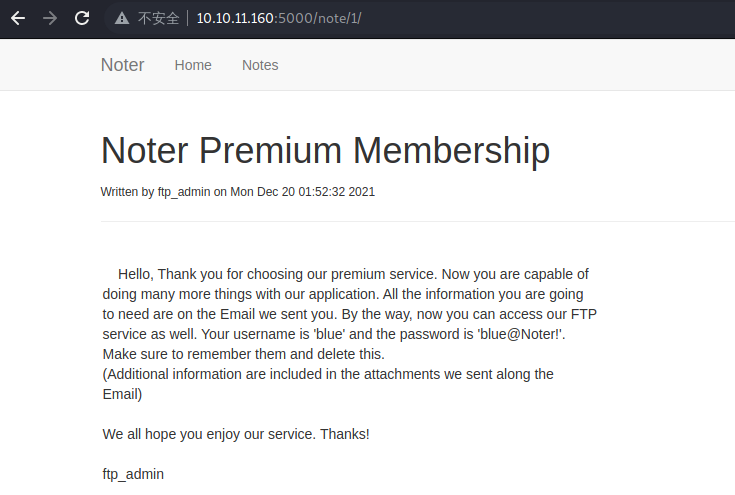 不安全 10.10.11.160:5000/note/1/
Noter Home Notes
Noter Premium Membership
Written by ftp_admin on Mon Dec 20 01:52:32 2021
Hello, Thank you for choosing our premium service. Now you are capable of
doing many more things with our application. All the information you are going
to need are on the Email we sent you. By the way, now you can access our FTP
service as well. Your username is 'blue' and the password is 'blue@Noter!'.
Make sure to remember them and delete this.
(Additional information are included in the attachments we sent along the
Email)
We all hope you enjoy our service. Thanks!
ftp_admin